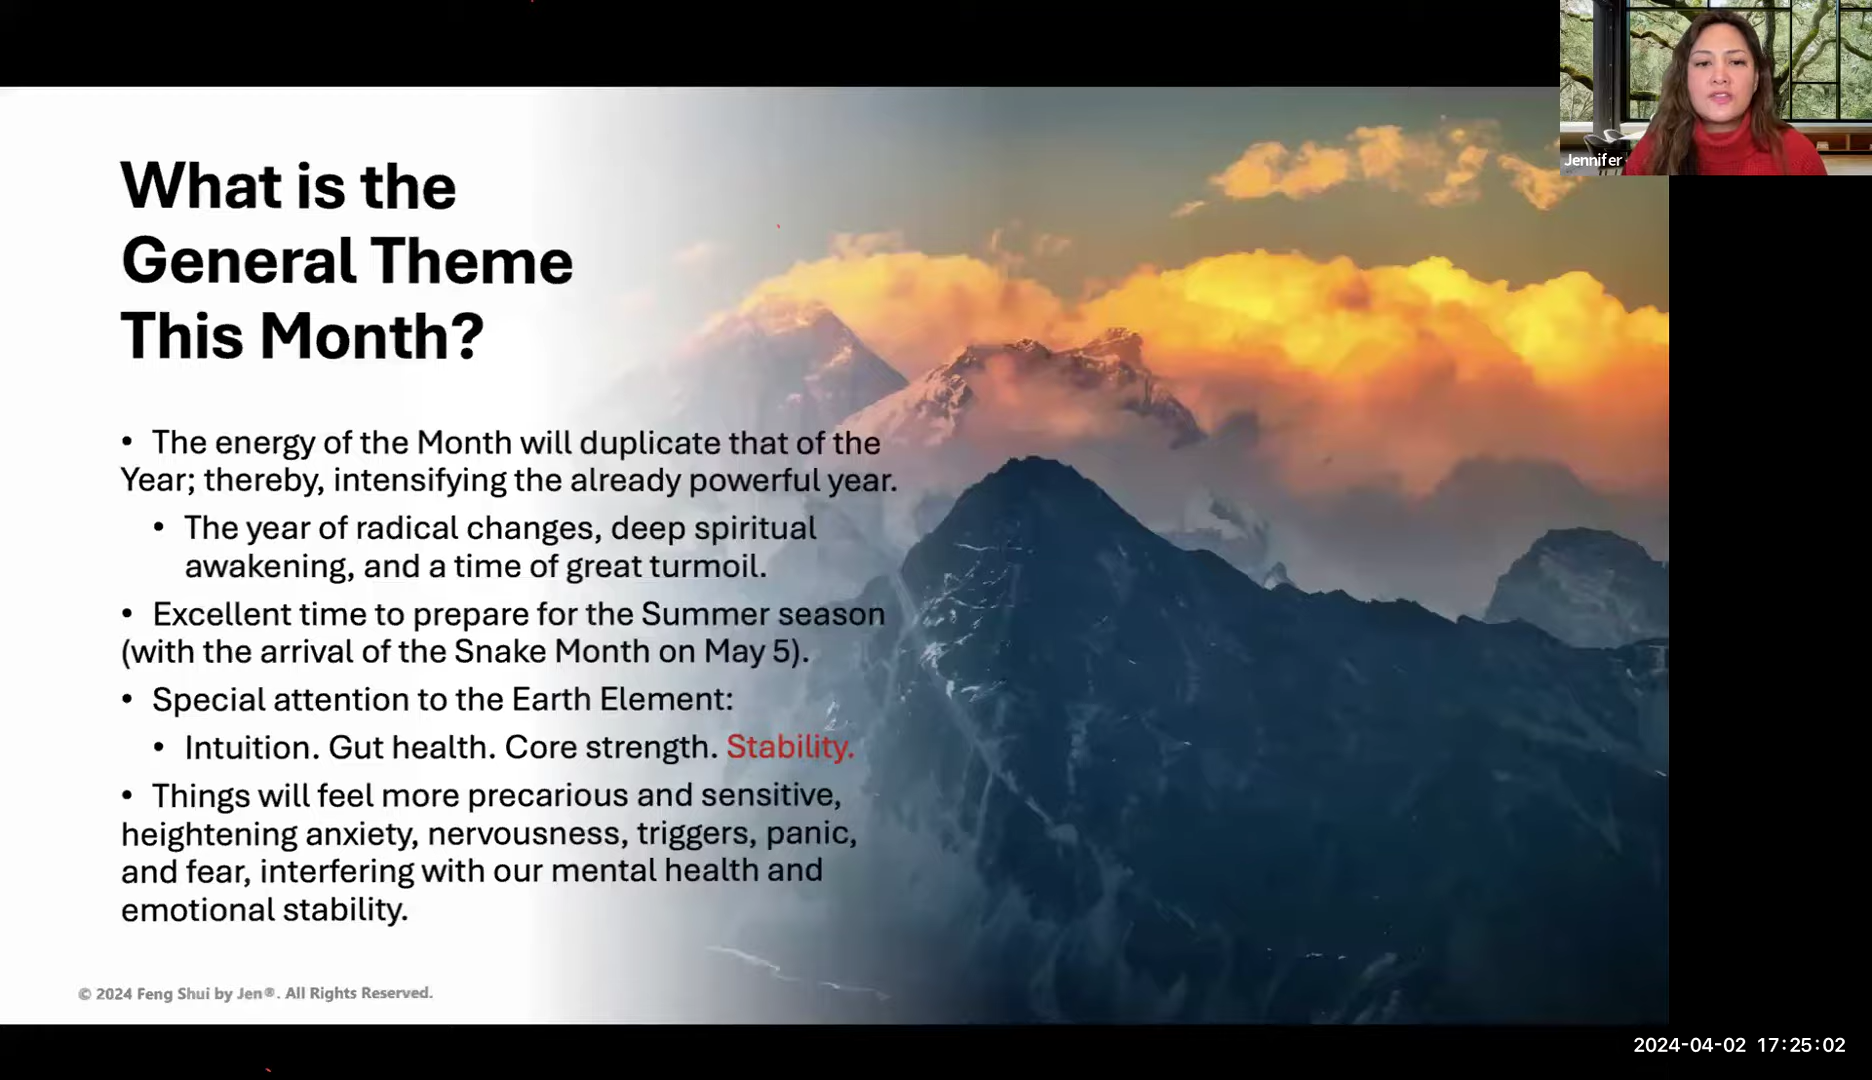 What is the
General Theme
This Month?
• The energy of the Month will duplicate that of the
Year; thereby, intensifying the already powerful year.
• The year of radical changes, deep spiritual
awakening, and a time of great turmoil.
• Excellent time to prepare for the Summer season
(with the arrival of the Snake Month on May 5).
• Special attention to the Earth Element:
• Intuition. Gut health. Core strength. Stability.
• Things will feel more precarious and sensitive,
heightening anxiety, nervousness, triggers, panic,
and fear, interfering with our mental health and
emotional stability.
© 2024 Feng Shui by Jen®. All Rights Reserved.
Jennifer
2024-04-02 17:25:02